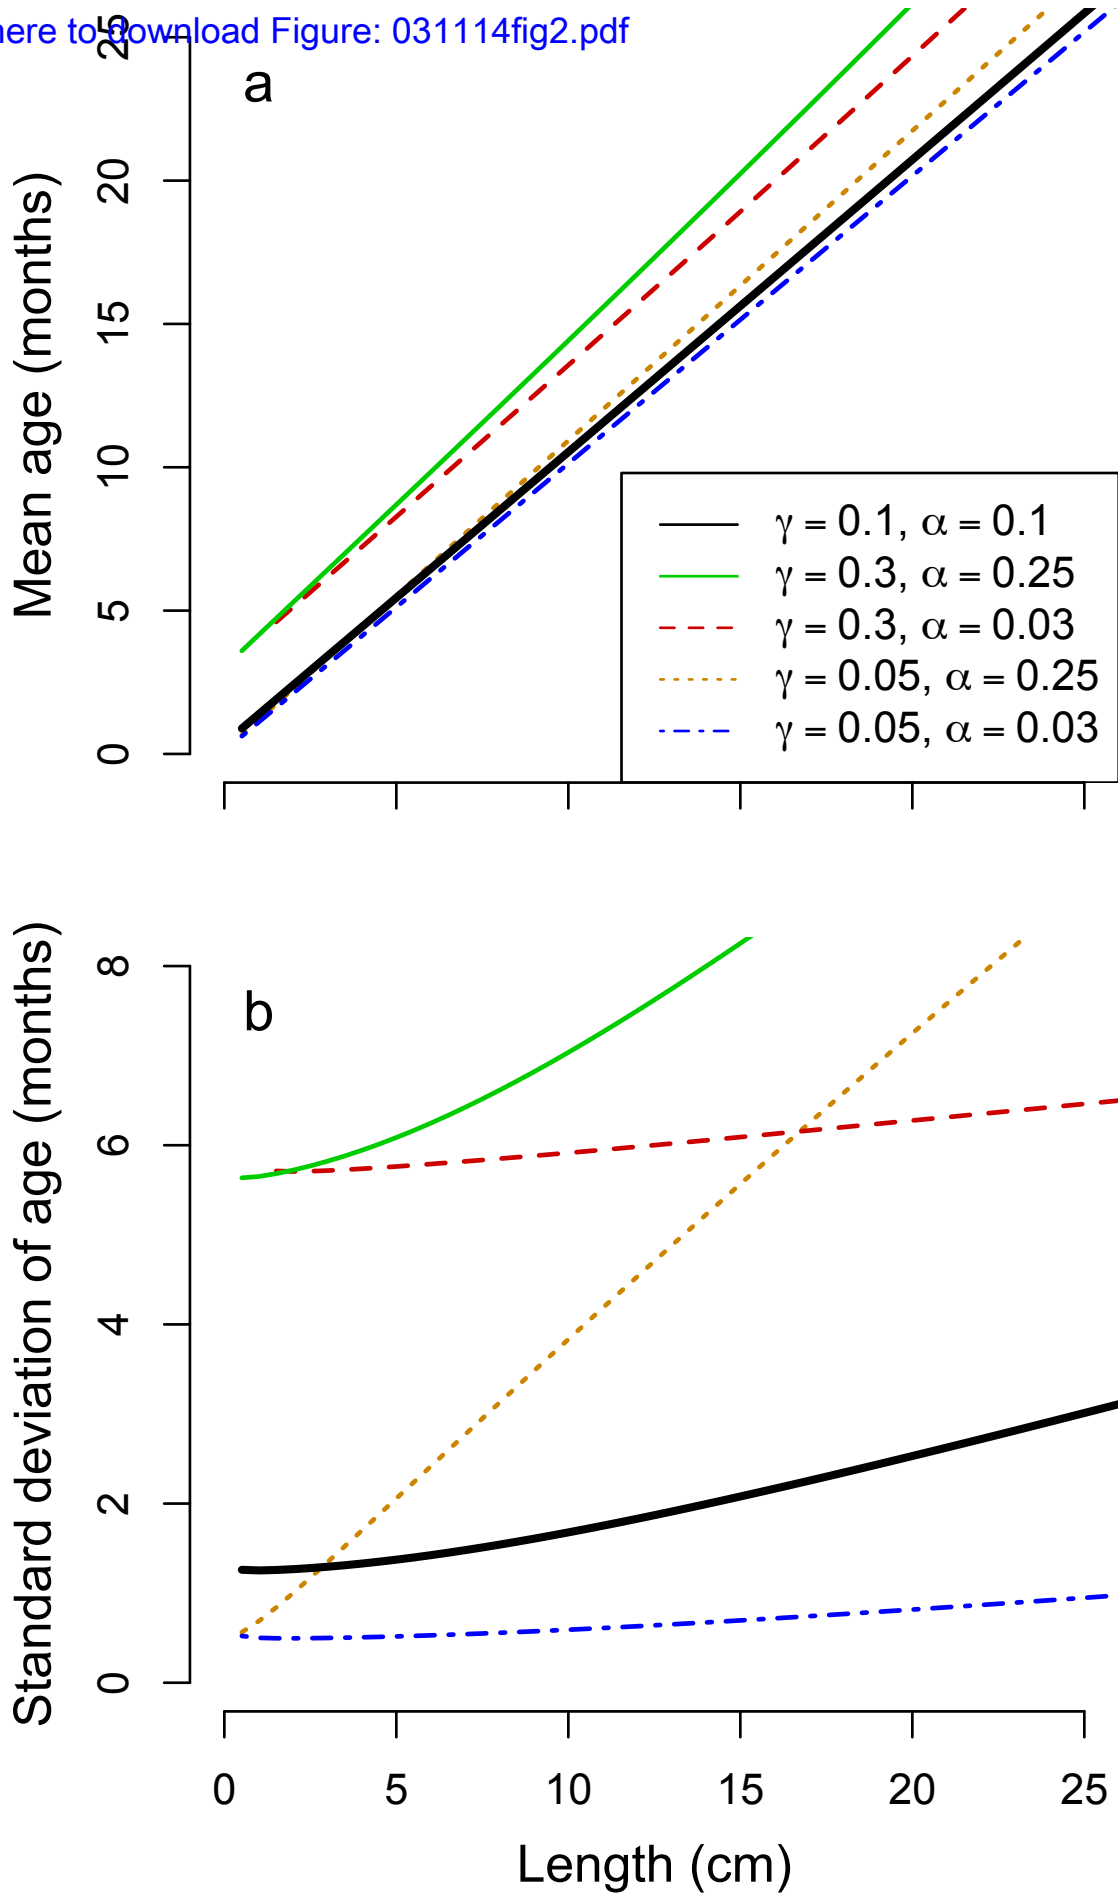 here to download Figure: 031114fig2.pdf
a
Mean age (months)
25
20
15
10
5
0
γ = 0.1, α = 0.1
γ = 0.3, α = 0.25
γ = 0.3, α = 0.03
γ = 0.05, α = 0.25
γ = 0.05, α = 0.03
b
Standard deviation of age (months)
8
6
4
2
0
0 5 10 15 20 25
Length (cm)